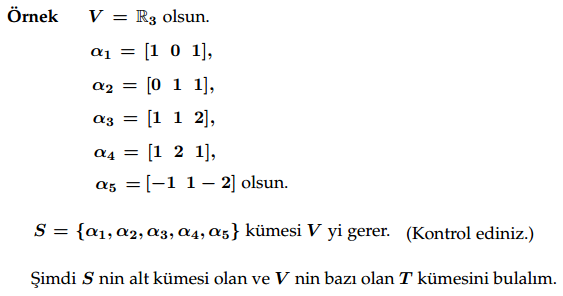 Örnek V = ℝ₃ olsun.
α₁ = [1 0 1],
α₂ = [0 1 1],
α₃ = [1 1 2],
α₄ = [1 2 1],
α₅ = [−1 1 − 2] olsun.
S = {α₁, α₂, α₃, α₄, α₅} kümesi V yi gerer. (Kontrol ediniz.)
Şimdi S nin alt kümesi olan ve V nin bazı olan T kümesini bulalım.